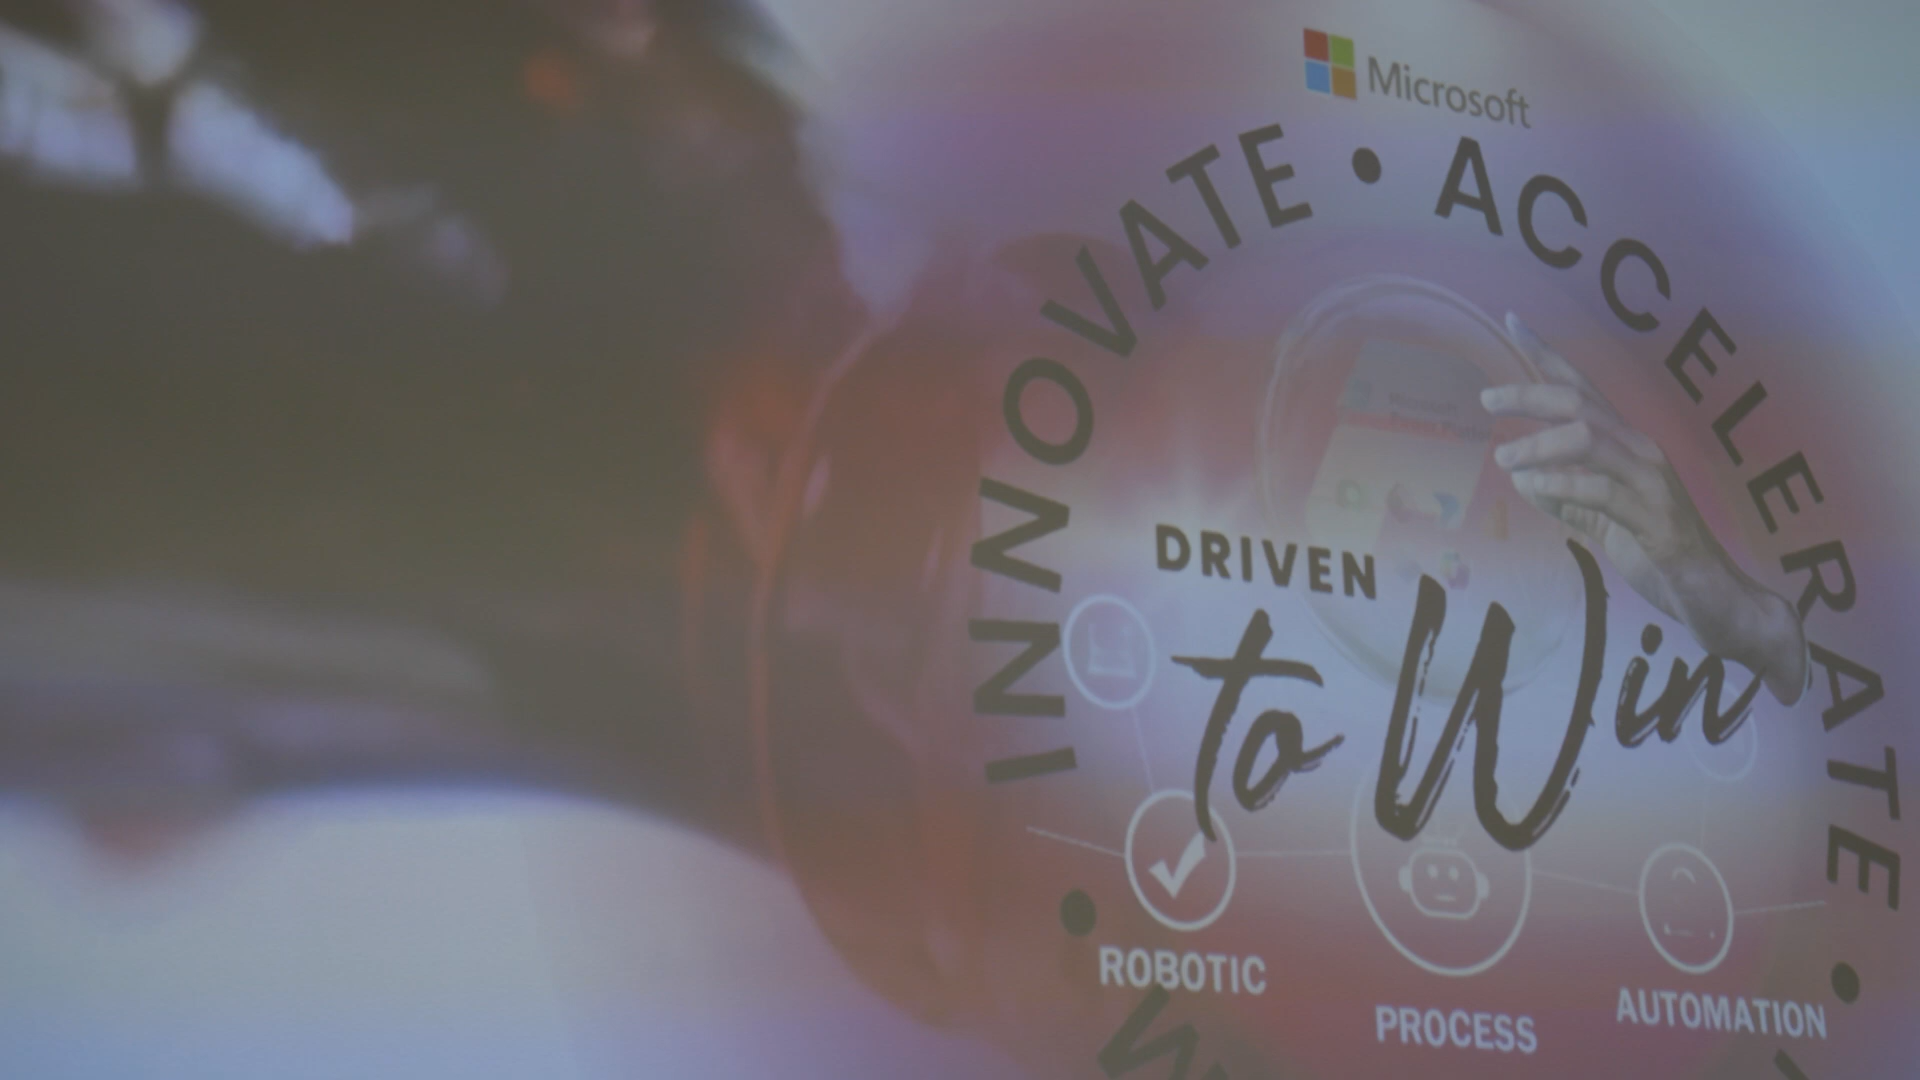 Microsoft
INNOVATE • ACCELERATE •
DRIVEN
to Win
ROBOTIC
PROCESS
AUTOMATION